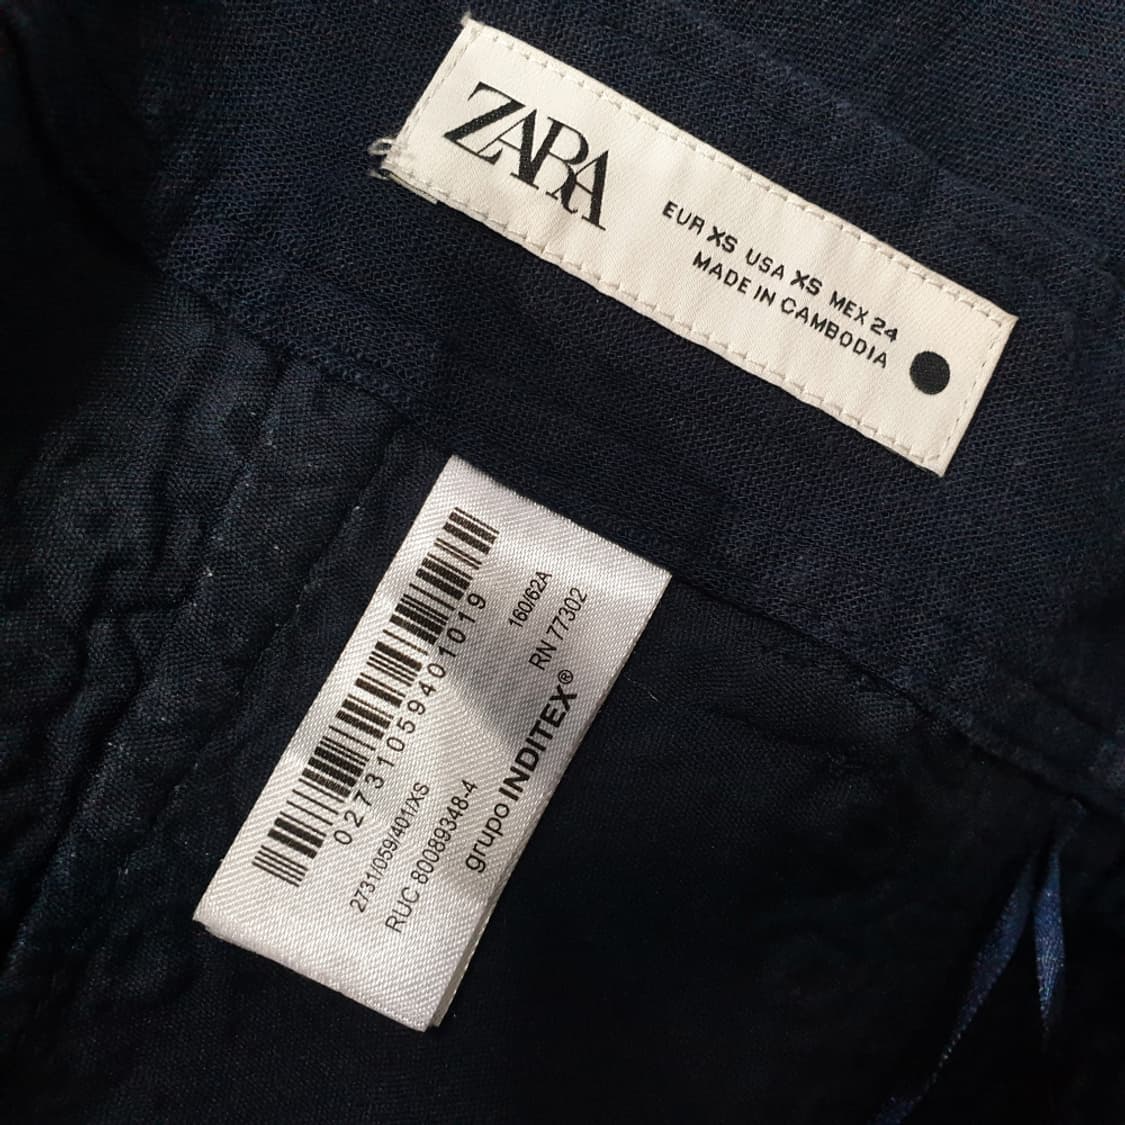 ZARA
EUR XS USA XS MEX 24
MADE IN CAMBODIA
02731059401019
160/62A
RN 77302
2731/059/401/XS
RUC 80089348-4
grupo INDITEX®